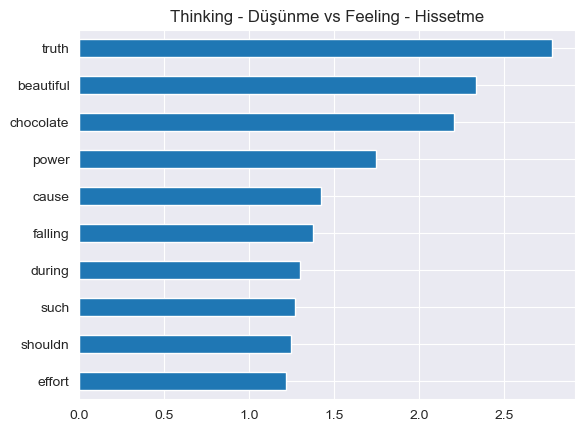 Thinking - Düşünme vs Feeling - Hissetme
truth
beautiful
chocolate
power
cause
falling
during
such
shouldn
effort
0.0 0.5 1.0 1.5 2.0 2.5